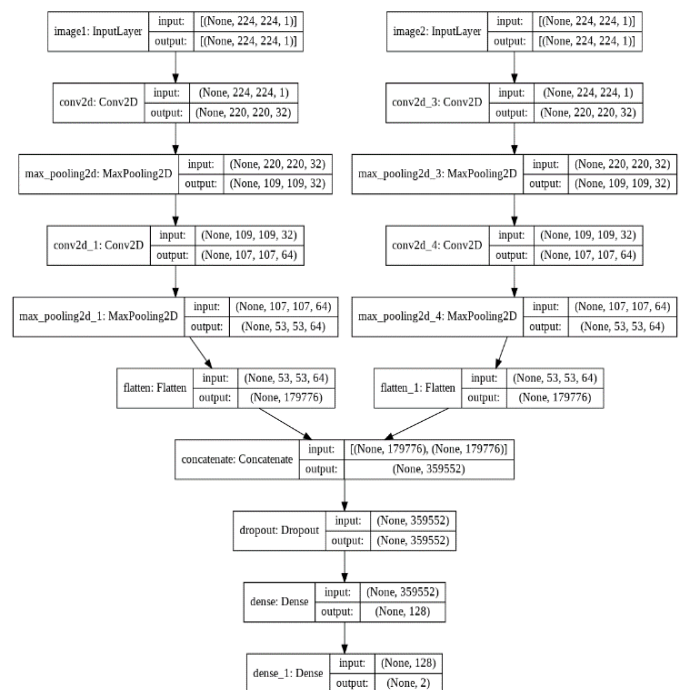 image1: InputLayer input: [(None, 224, 224, 1)]
output: [(None, 224, 224, 1)]
image2: InputLayer input: [(None, 224, 224, 1)]
output: [(None, 224, 224, 1)]
conv2d: Conv2D input: (None, 224, 224, 1)
output: (None, 220, 220, 32)
conv2d_3: Conv2D input: (None, 224, 224, 1)
output: (None, 220, 220, 32)
max_pooling2d: MaxPooling2D input: (None, 220, 220, 32)
output: (None, 109, 109, 32)
max_pooling2d_3: MaxPooling2D input: (None, 220, 220, 32)
output: (None, 109, 109, 32)
conv2d_1: Conv2D input: (None, 109, 109, 32)
output: (None, 107, 107, 64)
conv2d_4: Conv2D input: (None, 109, 109, 32)
output: (None, 107, 107, 64)
max_pooling2d_1: MaxPooling2D input: (None, 107, 107, 64)
output: (None, 53, 53, 64)
max_pooling2d_4: MaxPooling2D input: (None, 107, 107, 64)
output: (None, 53, 53, 64)
flatten: Flatten input: (None, 53, 53, 64)
output: (None, 179776)
flatten_1: Flatten input: (None, 53, 53, 64)
output: (None, 179776)
concatenate: Concatenate input: [(None, 179776), (None, 179776)]
output: (None, 359552)
dropout: Dropout input: (None, 359552)
output: (None, 359552)
dense: Dense input: (None, 359552)
output: (None, 128)
dense_1: Dense input: (None, 128)
output: (None, 2)